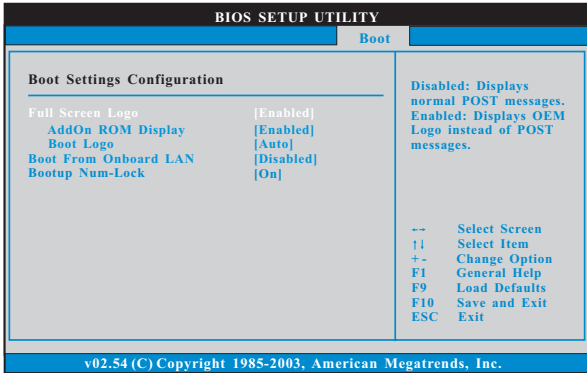 BIOS SETUP UTILITY
Boot
Boot Settings Configuration
Full Screen Logo [Enabled]
AddOn ROM Display [Enabled]
Boot Logo [Auto]
Boot From Onboard LAN [Disabled]
Bootup Num-Lock [On]
Disabled: Displays
normal POST messages.
Enabled: Displays OEM
Logo instead of POST
messages.
←→ Select Screen
↑↓ Select Item
+ - Change Option
F1 General Help
F9 Load Defaults
F10 Save and Exit
ESC Exit
v02.54 (C) Copyright 1985-2003, American Megatrends, Inc.